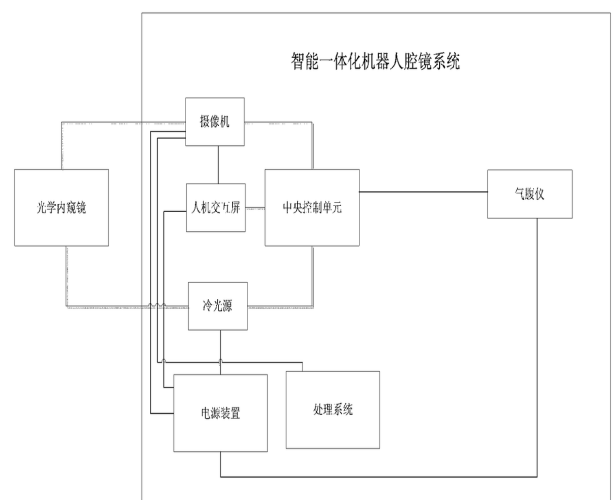 智能一体化机器人腔镜系统
摄像机
光学内窥镜
人机交互屏
中央控制单元
气腹仪
冷光源
电源装置
处理系统